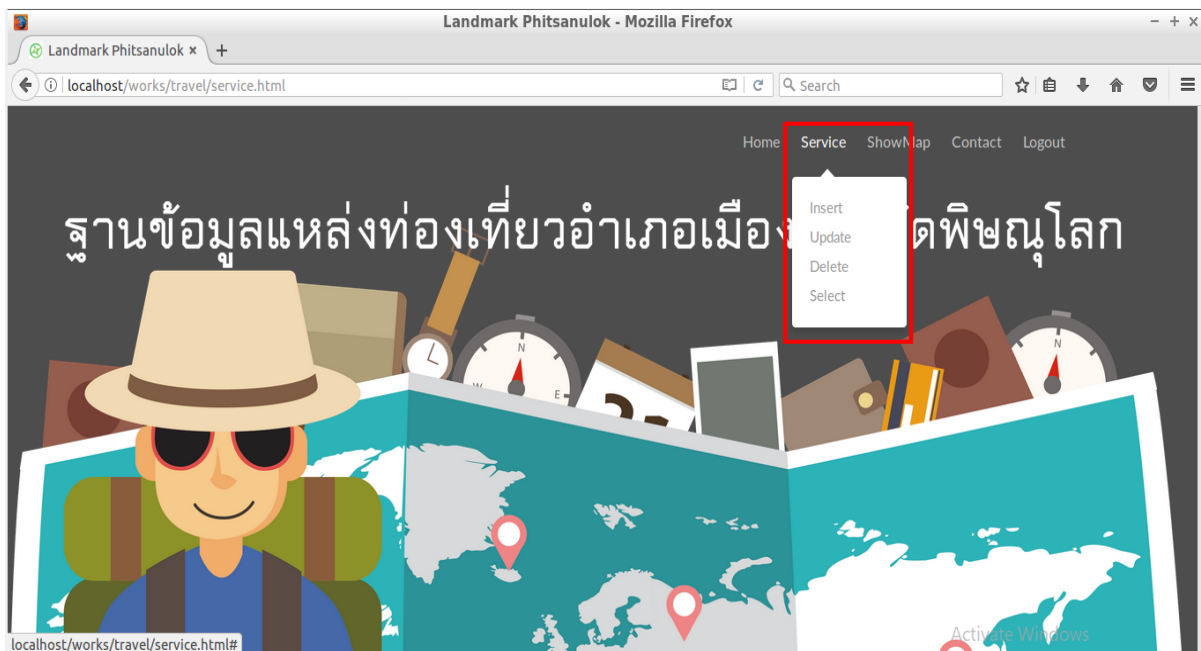 Landmark Phitsanulok - Mozilla Firefox
Landmark Phitsanulok
localhost/works/travel/service.html
Search
Home Service ShowMap Contact Logout
ฐานข้อมูลแหล่งท่องเที่ยวอำเภอเมือง ดพิษณุโลก
Insert
Update
Delete
Select
N N
W E
Activate Windows
localhost/works/travel/service.html#